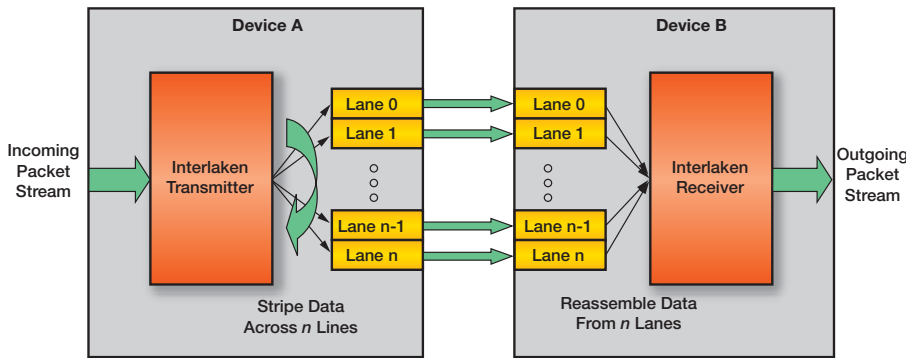 Device A
Device B
Incoming
Packet
Stream
Interlaken
Transmitter
Lane 0
Lane 1
Lane n-1
Lane n
Stripe Data
Across n Lines
Lane 0
Lane 1
Lane n-1
Lane n
Interlaken
Receiver
Reassemble Data
From n Lanes
Outgoing
Packet
Stream